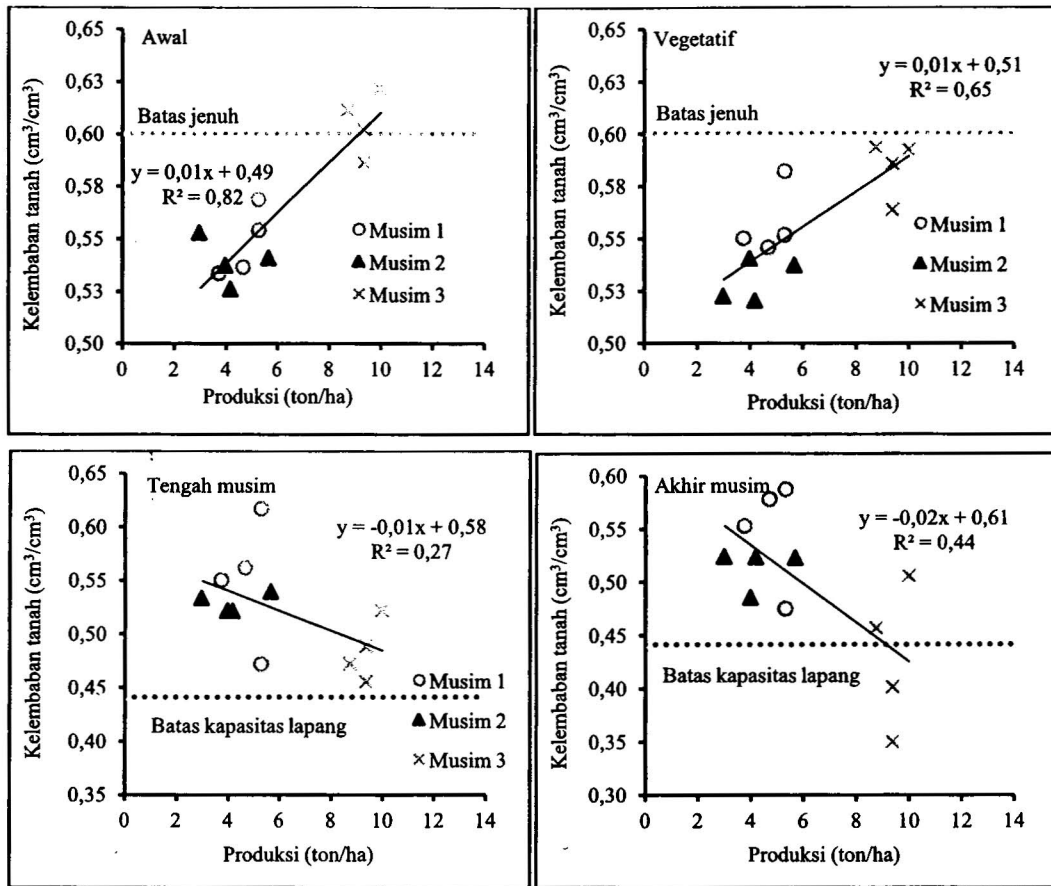 Awal
0,65
0,63
0,60
0,58
0,55
0,53
0,50
Kelembaban tanah (cm³/cm³)
Batas jenuh
y = 0,01x + 0,49
R² = 0,82
Musim 1
Musim 2
Musim 3
0 2 4 6 8 10 12 14
Produksi (ton/ha)
Vegetatif
0,65
0,63
0,60
0,58
0,55
0,53
0,50
Kelembaban tanah (cm³/cm³)
y = 0,01x + 0,51
R² = 0,65
Batas jenuh
Musim 1
Musim 2
Musim 3
0 2 4 6 8 10 12 14
Produksi (ton/ha)
Tengah musim
0,65
0,60
0,55
0,50
0,45
0,40
0,35
Kelembaban tanah (cm³/cm³)
y = -0,01x + 0,58
R² = 0,27
Musim 1
Batas kapasitas lapang
Musim 2
Musim 3
0 2 4 6 8 10 12 14
Produksi (ton/ha)
Akhir musim
0,60
0,55
0,50
0,45
0,40
0,35
0,30
Kelembaban tanah (cm³/cm³)
y = -0,02x + 0,61
R² = 0,44
Batas kapasitas lapang
Musim 1
Musim 2
Musim 3
0 2 4 6 8 10 12 14
Produksi (ton/ha)